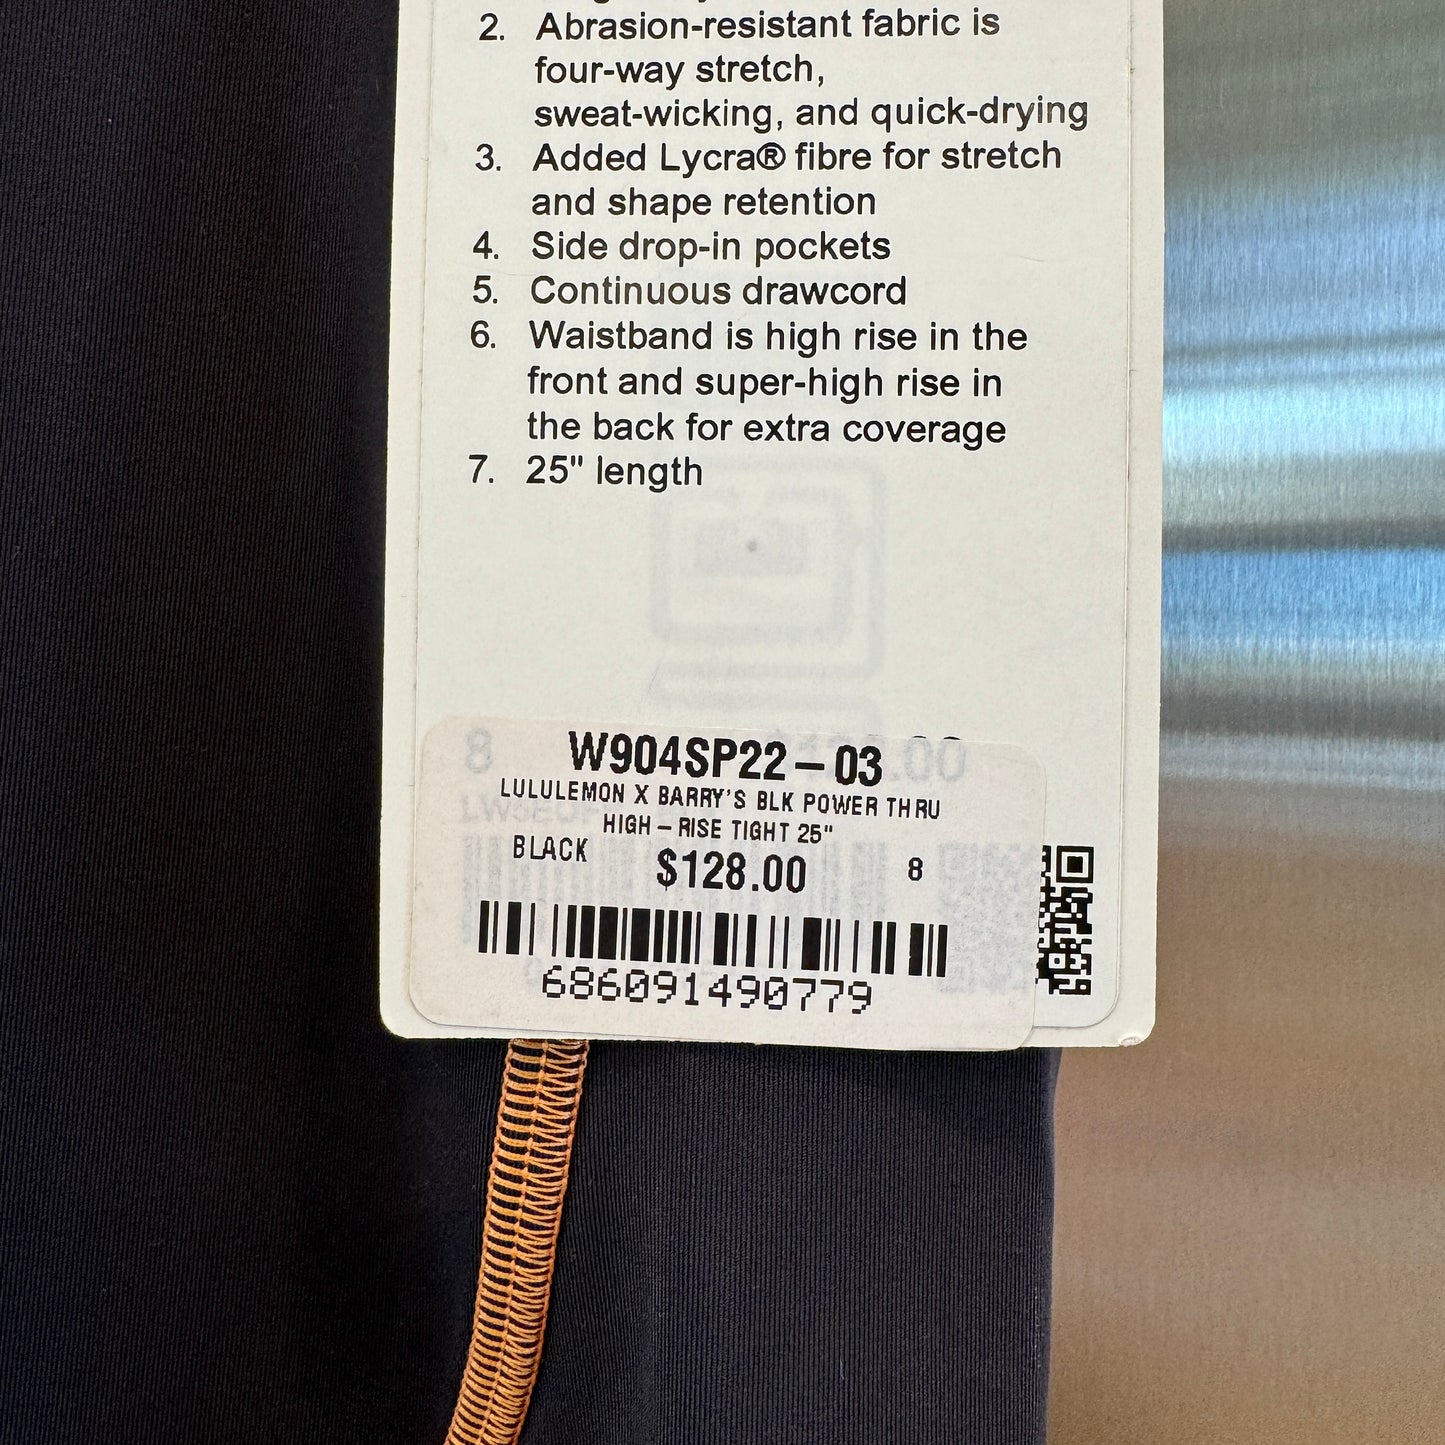 2. Abrasion-resistant fabric is
four-way stretch,
sweat-wicking, and quick-drying
3. Added Lycra® fibre for stretch
and shape retention
4. Side drop-in pockets
5. Continuous drawcord
6. Waistband is high rise in the
front and super-high rise in
the back for extra coverage
7. 25" length
W904SP22-03
LULULEMON X BARRY'S BLK POWER THRU
HIGH-RISE TIGHT 25"
BLACK $128.00 8
686091490779